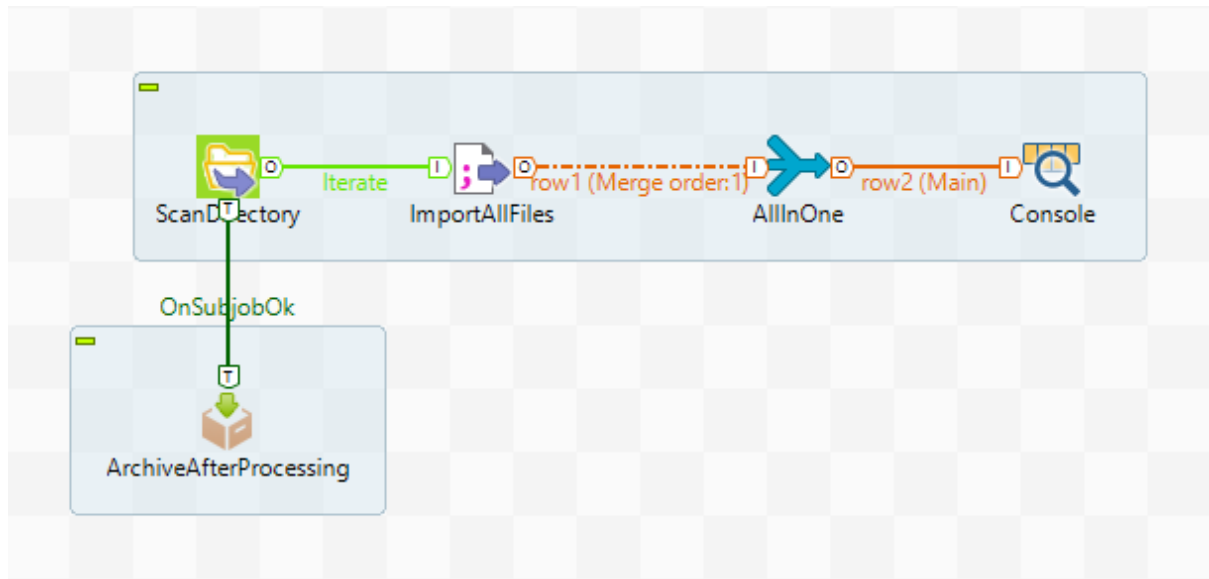 O Iterate I O row1 (Merge order:1) I O row2 (Main) I
ScanDirectory ImportAllFiles AllInOne Console
T
OnSubjobOk
T
ArchiveAfterProcessing